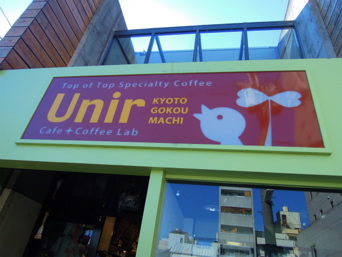 Top of Top Specialty Coffee
Unir
KYOTO
GOKOU
MACHI
Cafe + Coffee Lab